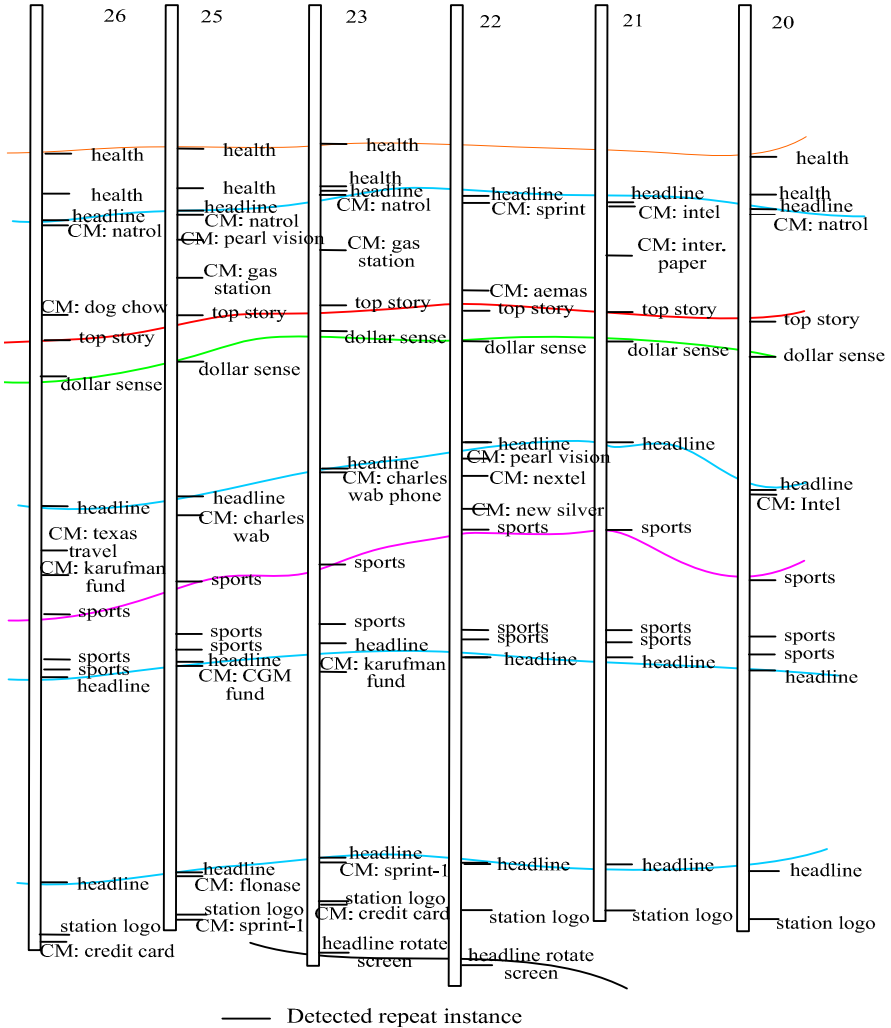 26
25
23
22
21
20
health
health
headline
CM: natrol
CM: dog chow
top story
dollar sense
headline
CM: texas
travel
CM: karufman
fund
sports
sports
sports
headline
headline
station logo
CM: credit card
health
health
headline
CM: natrol
CM: pearl vision
CM: gas
station
top story
dollar sense
headline
CM: charles
wab
sports
sports
sports
headline
CM: CGM
fund
headline
CM: flonase
station logo
CM: sprint-1
health
health
headline
CM: natrol
CM: gas
station
top story
dollar sense
headline
CM: charles
wab phone
sports
sports
headline
CM: karufman
fund
headline
CM: sprint-1
station logo
CM: credit card
headline rotate
screen
headline
CM: sprint
CM: aemas
top story
dollar sense
headline
CM: pearl vision
CM: nextel
CM: new silver
sports
sports
sports
headline
headline
station logo
headline rotate
screen
headline
CM: intel
CM: inter.
paper
top story
dollar sense
headline
sports
sports
sports
headline
headline
station logo
health
health
headline
CM: natrol
top story
dollar sense
headline
CM: Intel
sports
sports
sports
headline
headline
station logo
Detected repeat instance